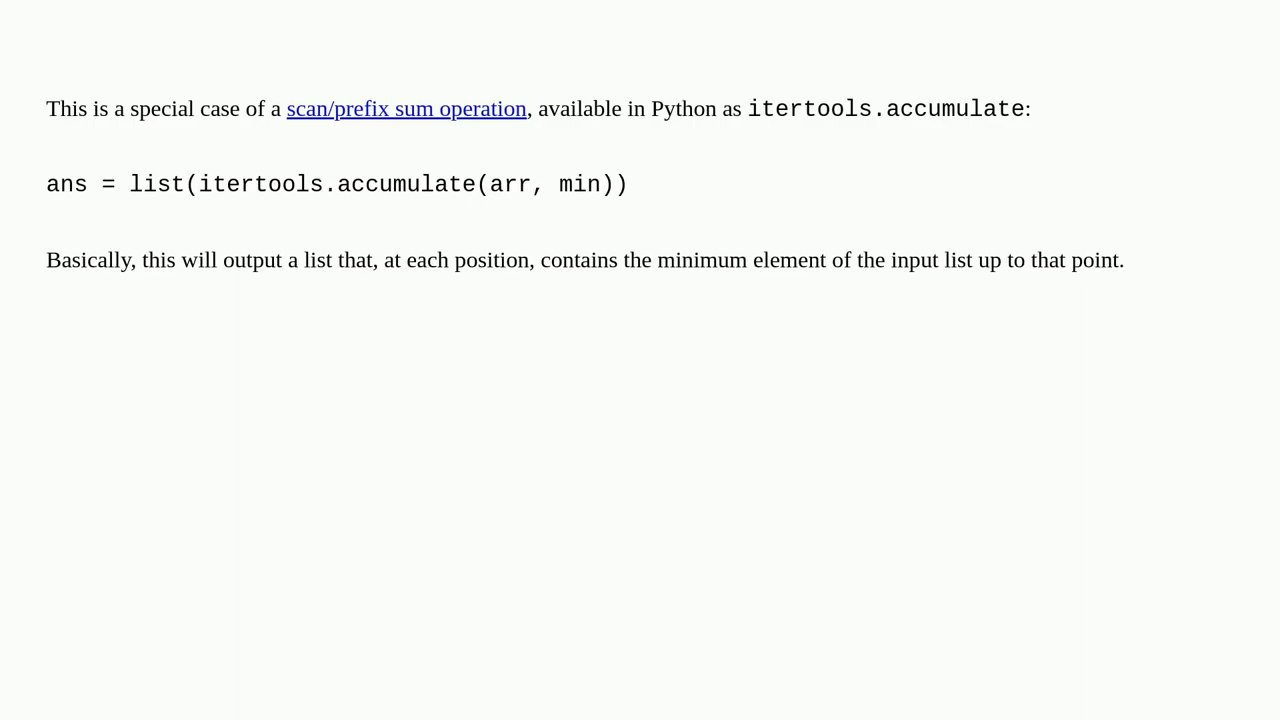 This is a special case of a scan/prefix sum operation, available in Python as itertools.accumulate:
ans = list(itertools.accumulate(arr, min))
Basically, this will output a list that, at each position, contains the minimum element of the input list up to that point.